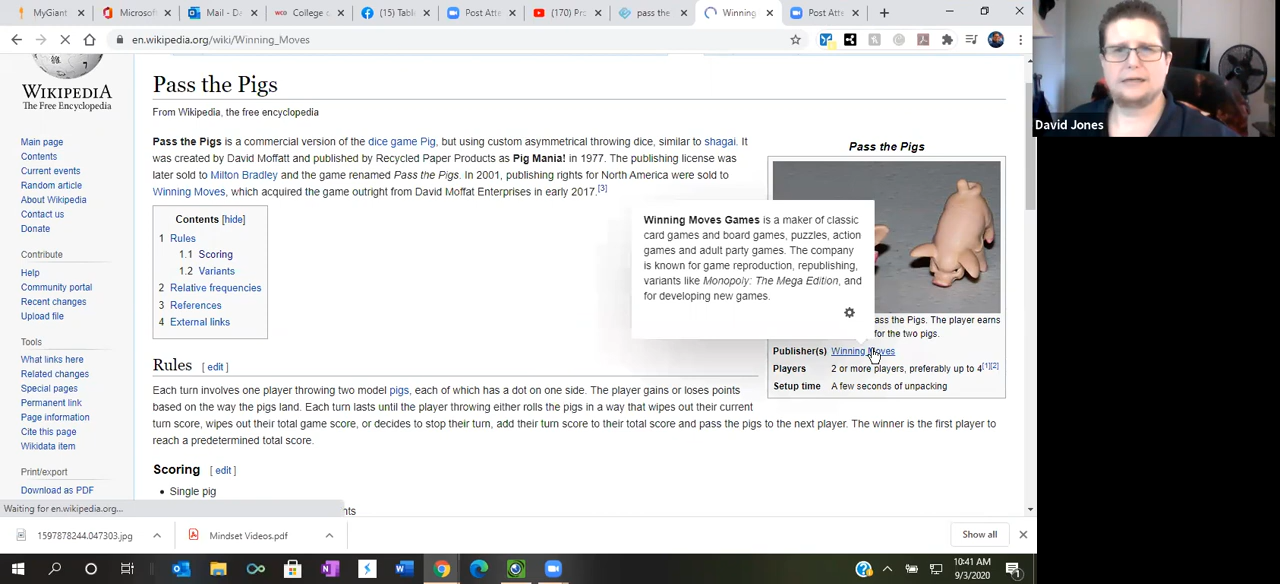 MyGiant
Microsof
Mail - Da
College c
(15) Tabl
Post Atte
(170) Pr
pass the
Winning
Post Att
en.wikipedia.org/wiki/Winning_Moves
David Jones
WIKIPEDIA
The Free Encyclopedia
Main page
Contents
Current events
Random article
About Wikipedia
Contact us
Donate
Contribute
Help
Community portal
Recent changes
Upload file
Tools
What links here
Related changes
Special pages
Permanent link
Page information
Cite this page
Wikidata item
Print/export
Download as PDF
Pass the Pigs
From Wikipedia, the free encyclopedia
Pass the Pigs is a commercial version of the dice game Pig, but using custom asymmetrical throwing dice, similar to shagai. It
was created by David Moffatt and published by Recycled Paper Products as Pig Mania! in 1977. The publishing license was
later sold to Milton Bradley and the game renamed Pass the Pigs. In 2001, publishing rights for North America were sold to
Winning Moves, which acquired the game outright from David Moffat Enterprises in early 2017.[3]
Contents [hide]
1 Rules
1.1 Scoring
1.2 Variants
2 Relative frequencies
3 References
4 External links
Pass the Pigs
Winning Moves Games is a maker of classic
card games and board games, puzzles, action
games and adult party games. The company
is known for game reproduction, republishing,
variants like Monopoly: The Mega Edition, and
for developing new games.
ass the Pigs. The player earns
for the two pigs.
Publisher(s) Winning Moves
Players 2 or more players, preferably up to 4[1][2]
Setup time A few seconds of unpacking
Rules [ edit ]
Each turn involves one player throwing two model pigs, each of which has a dot on one side. The player gains or loses points
based on the way the pigs land. Each turn lasts until the player throwing either rolls the pigs in a way that wipes out their current
turn score, wipes out their total game score, or decides to stop their turn, add their turn score to their total score and pass the pigs to the next player. The winner is the first player to
reach a predetermined total score.
Scoring [ edit ]
• Single pig
nts
Waiting for en.wikipedia.org...
1597878244.047303.jpg
Mindset Videos.pdf
Show all
10:41 AM
9/3/2020